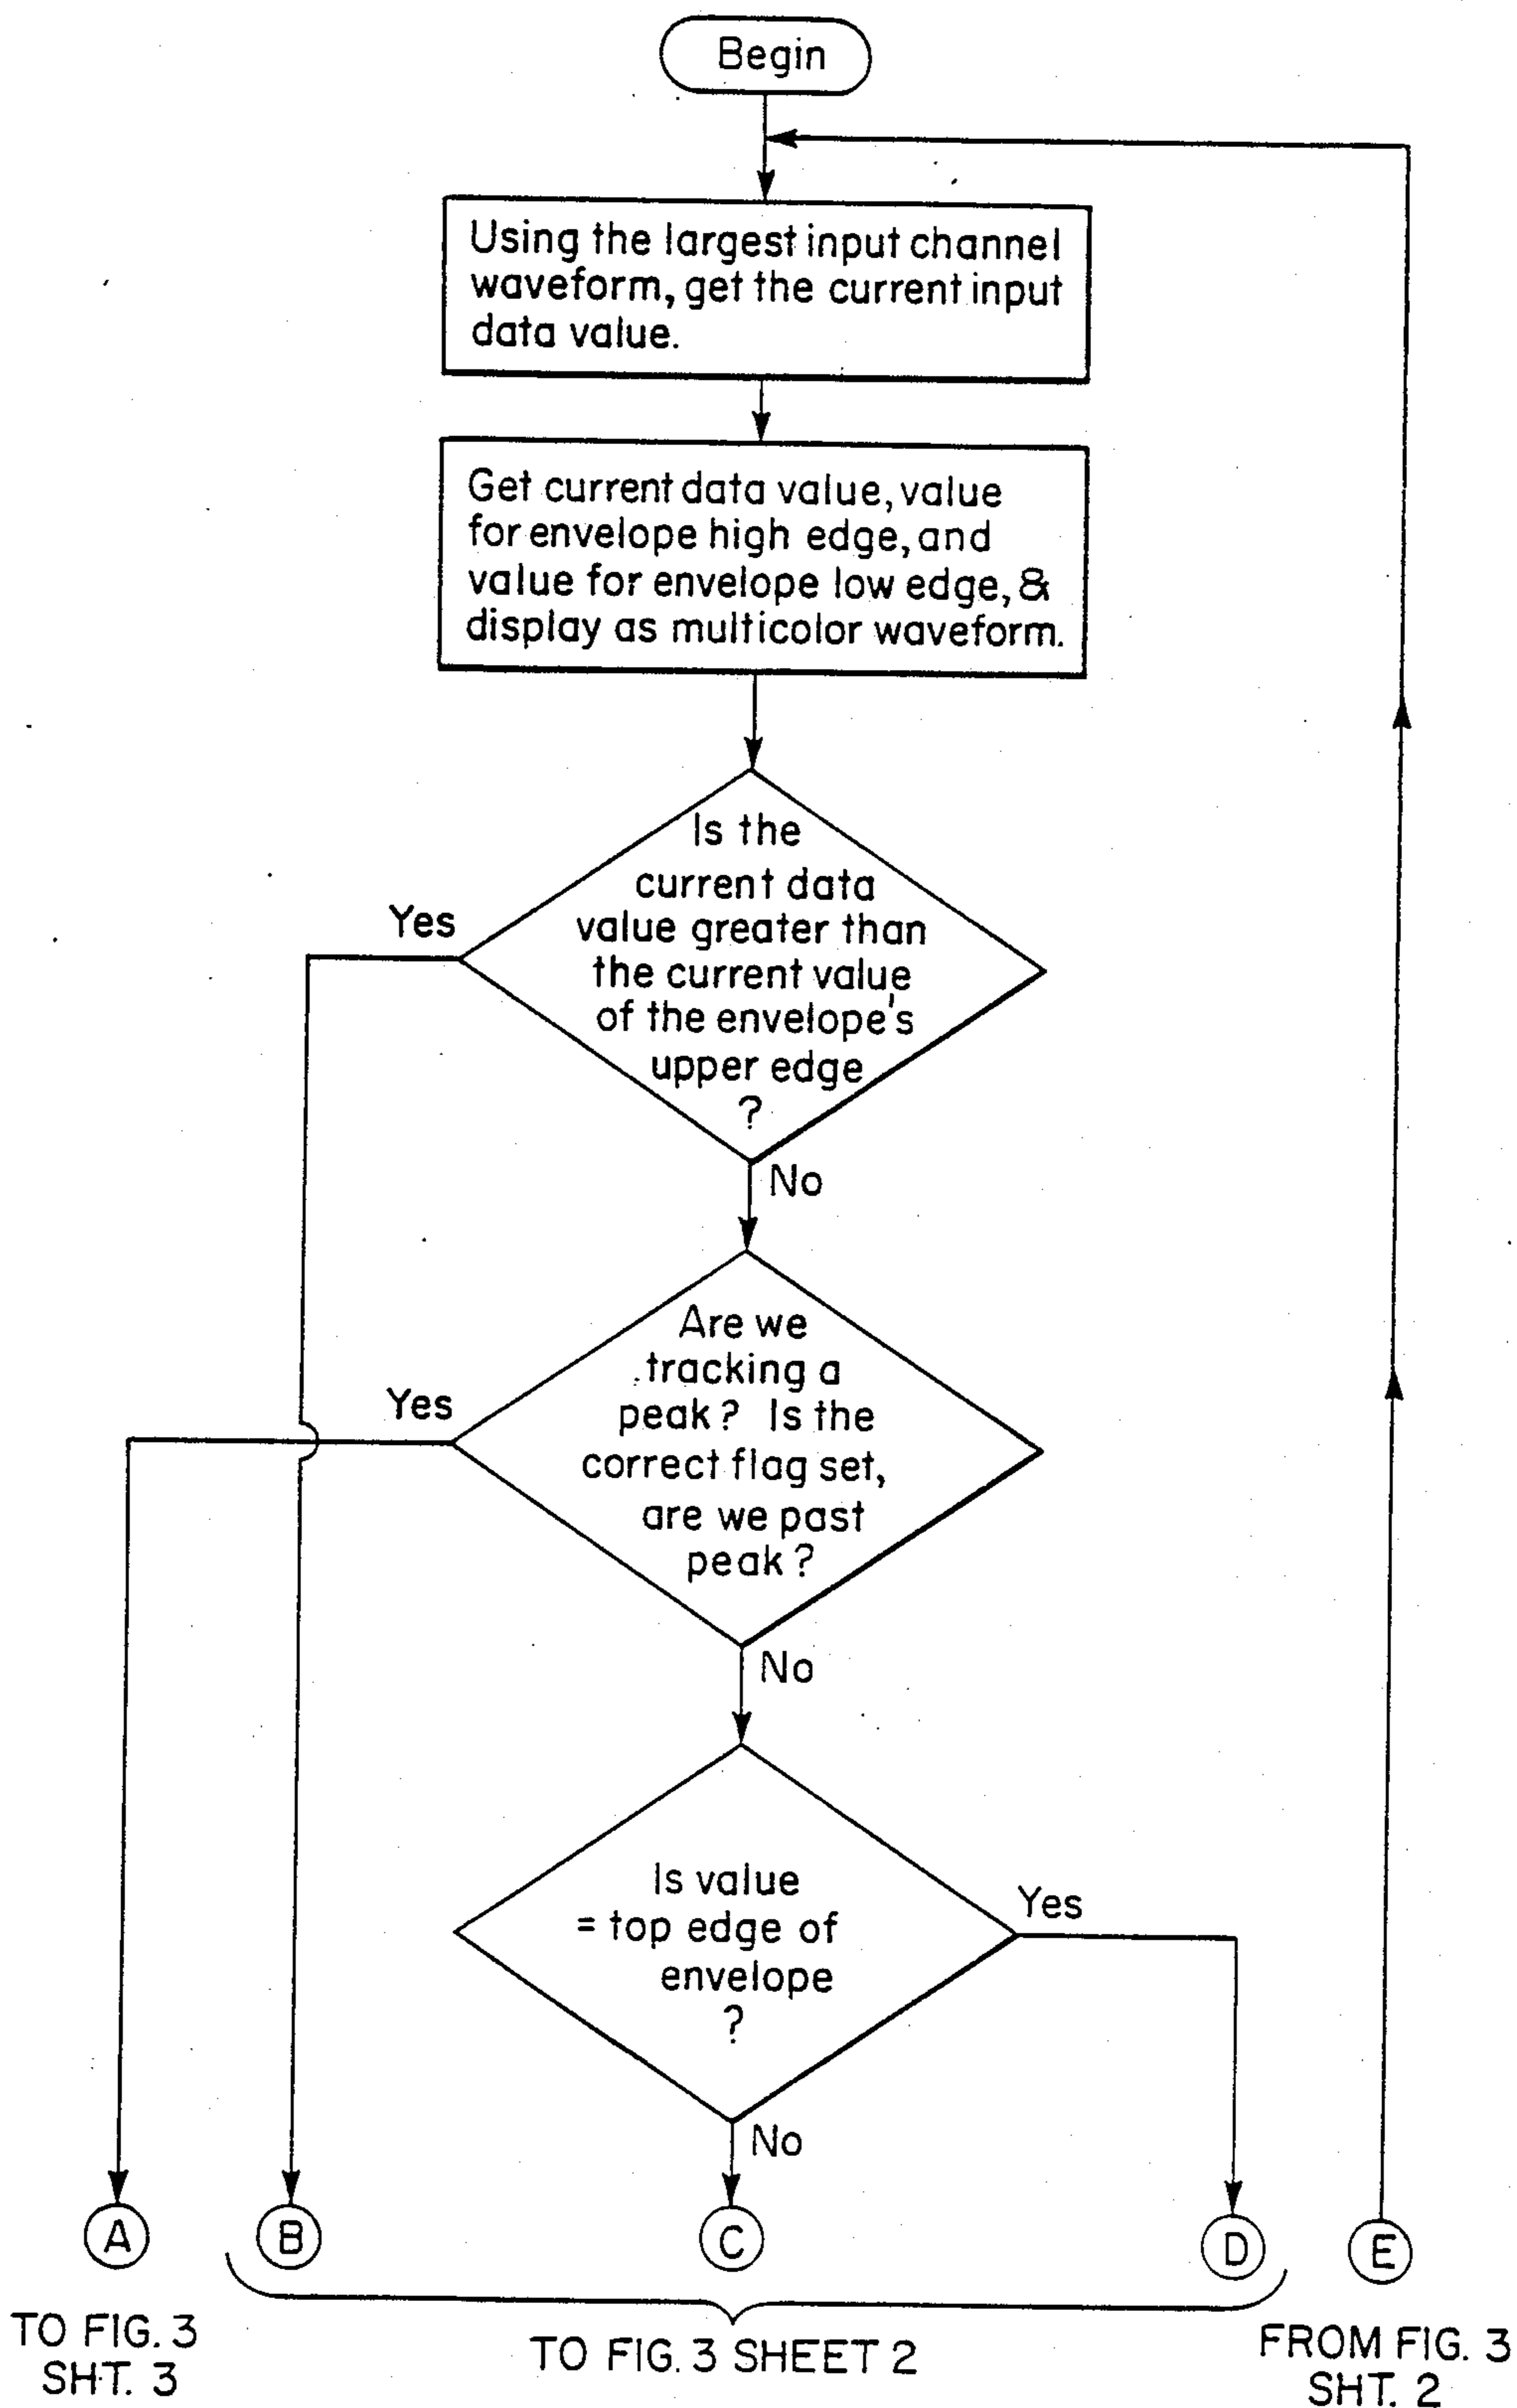 Begin
Using the largest input channel
waveform, get the current input
data value.
Get current data value, value
for envelope high edge, and
value for envelope low edge, &
display as multicolor waveform.
Is the
current data
value greater than
the current value
of the envelope's
upper edge
?
Yes
No
Are we
tracking a
peak? Is the
correct flag set,
are we past
peak?
Yes
No
Is value
= top edge of
envelope
?
Yes
No
A
B
C
D
E
TO FIG. 3
SHT. 3
TO FIG. 3 SHEET 2
FROM FIG. 3
SHT. 2